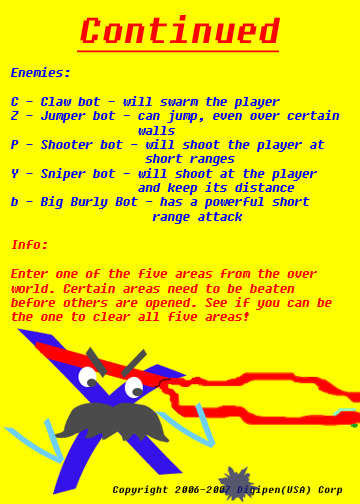 Continued
Enemies:
C - Claw bot - will swarm the player
Z - Jumper bot - can jump, even over certain
walls
P - Shooter bot - will shoot the player at
short ranges
Y - Sniper bot - will shoot at the player
and keep its distance
b - Big Burly Bot - has a powerful short
range attack
Info:
Enter one of the five areas from the over
world. Certain areas need to be beaten
before others are opened. See if you can be
the one to clear all five areas!
Copyright 2006-2007 Digipen(USA) Corp